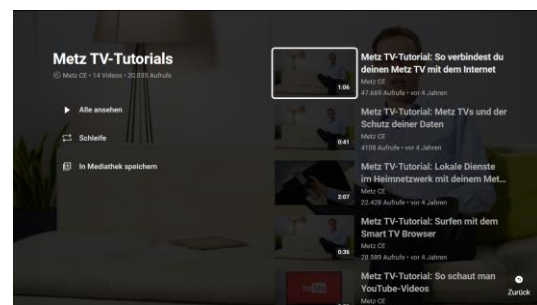 Metz TV-Tutorials
Metz CE • 14 Videos • 20.035 Aufrufe
Alle ansehen
Schleife
In Mediathek speichern
1:06
Metz TV-Tutorial: So verbindest du
deinen Metz TV mit dem Internet
Metz CE
47.669 Aufrufe • vor 4 Jahren
0:41
Metz TV-Tutorial: Metz TVs und der
Schutz deiner Daten
Metz CE
4108 Aufrufe • vor 4 Jahren
2:07
Metz TV-Tutorial: Lokale Dienste
im Heimnetzwerk mit deinem Met...
Metz CE
22.428 Aufrufe • vor 4 Jahren
0:36
Metz TV-Tutorial: Surfen mit dem
Smart TV Browser
Metz CE
28.589 Aufrufe • vor 4 Jahren
YouTube
Metz TV-Tutorial: So schaut man
YouTube-Videos
Metz CE
Zurück